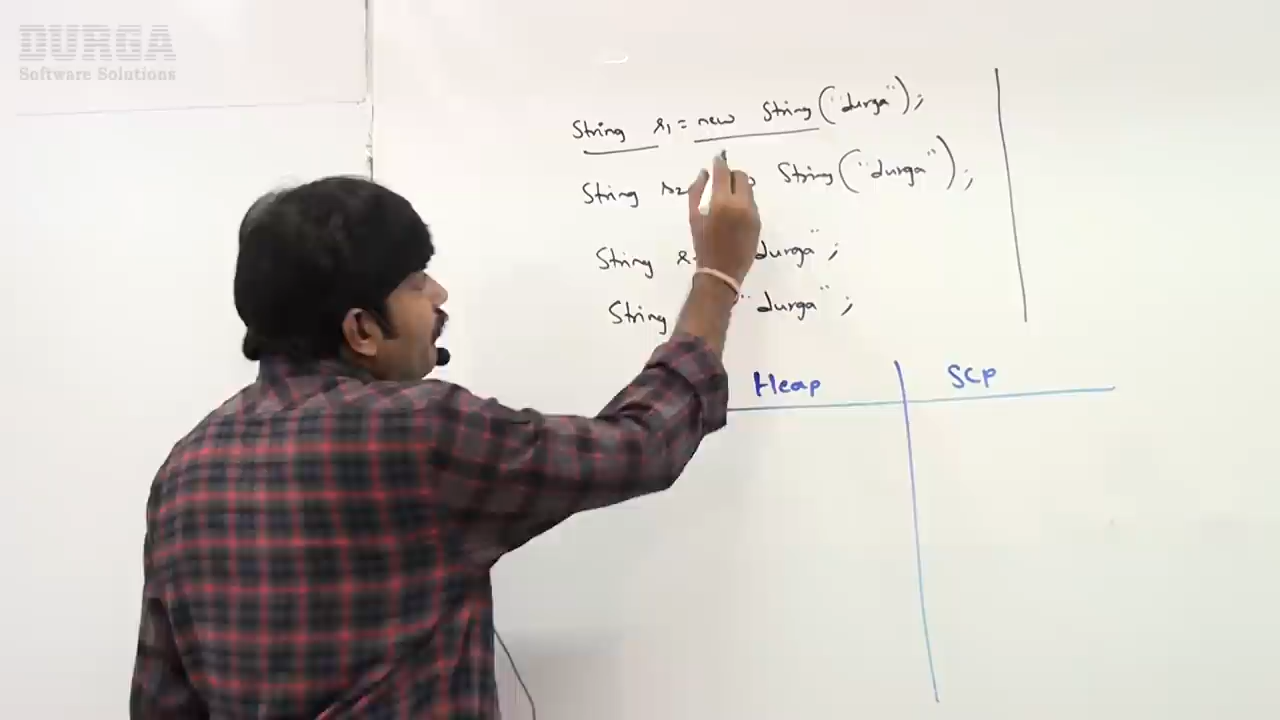 DURGA
Software Solutions
String s1 = new String("durga");
String s2 String("durga");
String durga";
String "durga";
Heap SCP